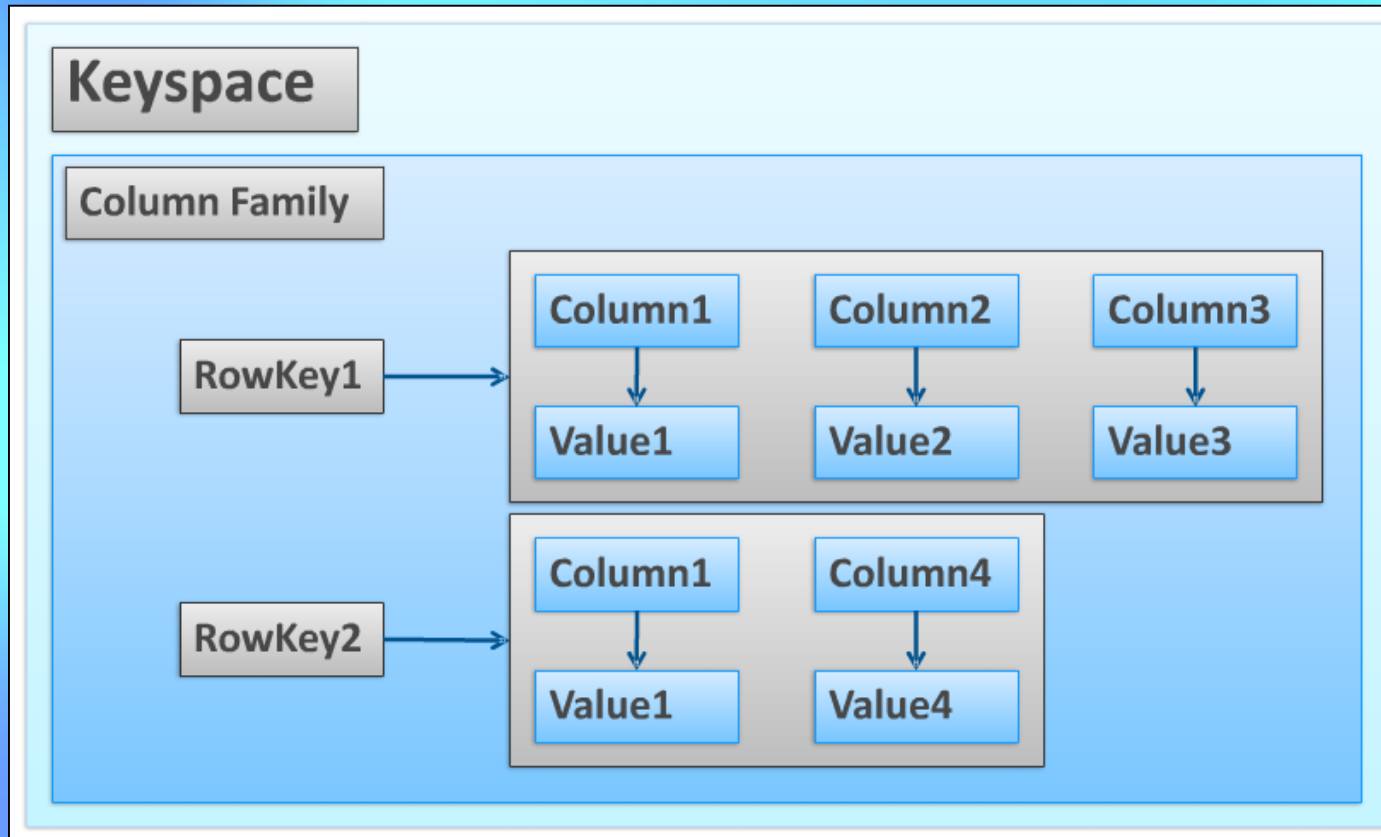 Keyspace
Column Family
Column1 Column2 Column3
RowKey1
Value1 Value2 Value3
Column1 Column4
RowKey2
Value1 Value4